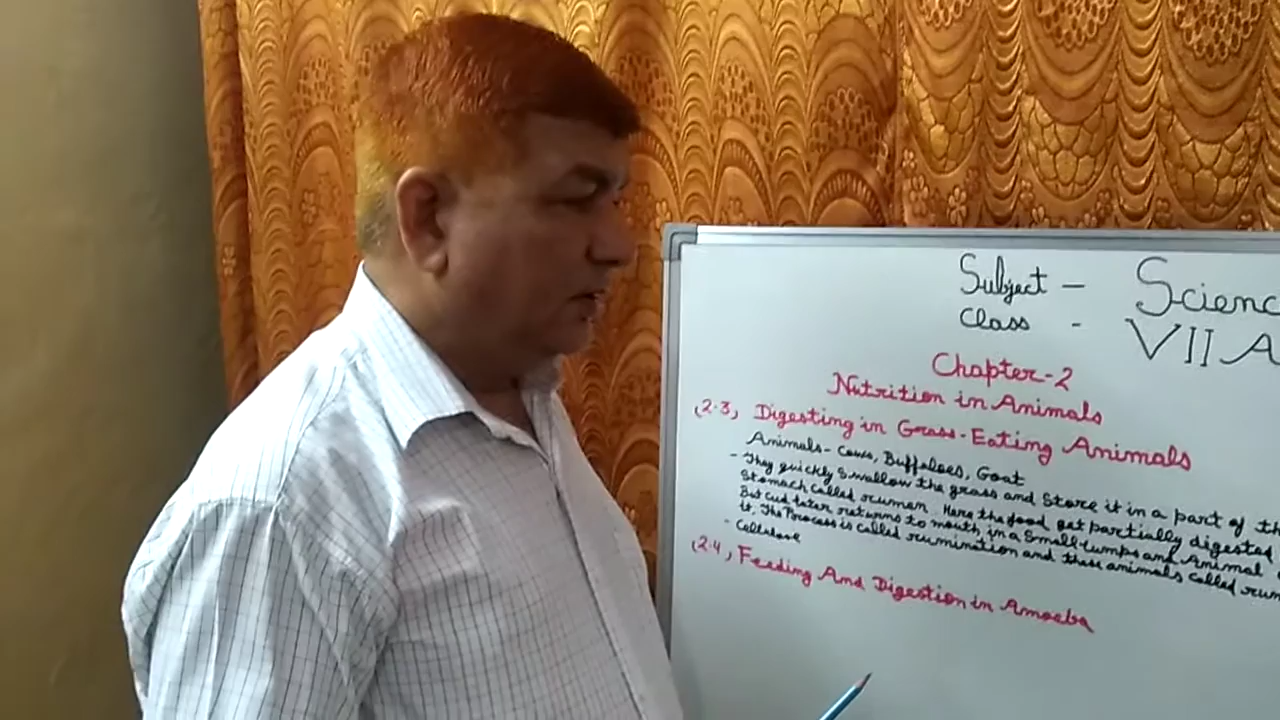 Subject - Scienc
Class - VII A
Chapter-2
Nutrition in Animals
(2.3) Digesting in Grass-Eating Animals
Animals- Cows, Buffaloes, Goat
- They quickly swallow the grass and store it in a part of th
Stomach called rumen. Here the food get partially digested
But cud later returns to mouth in a small lumps and Animal
it. The Process is called rumination and these animals called rum
- Cellulose
(2.4) Feeding And Digestion in Amoeba